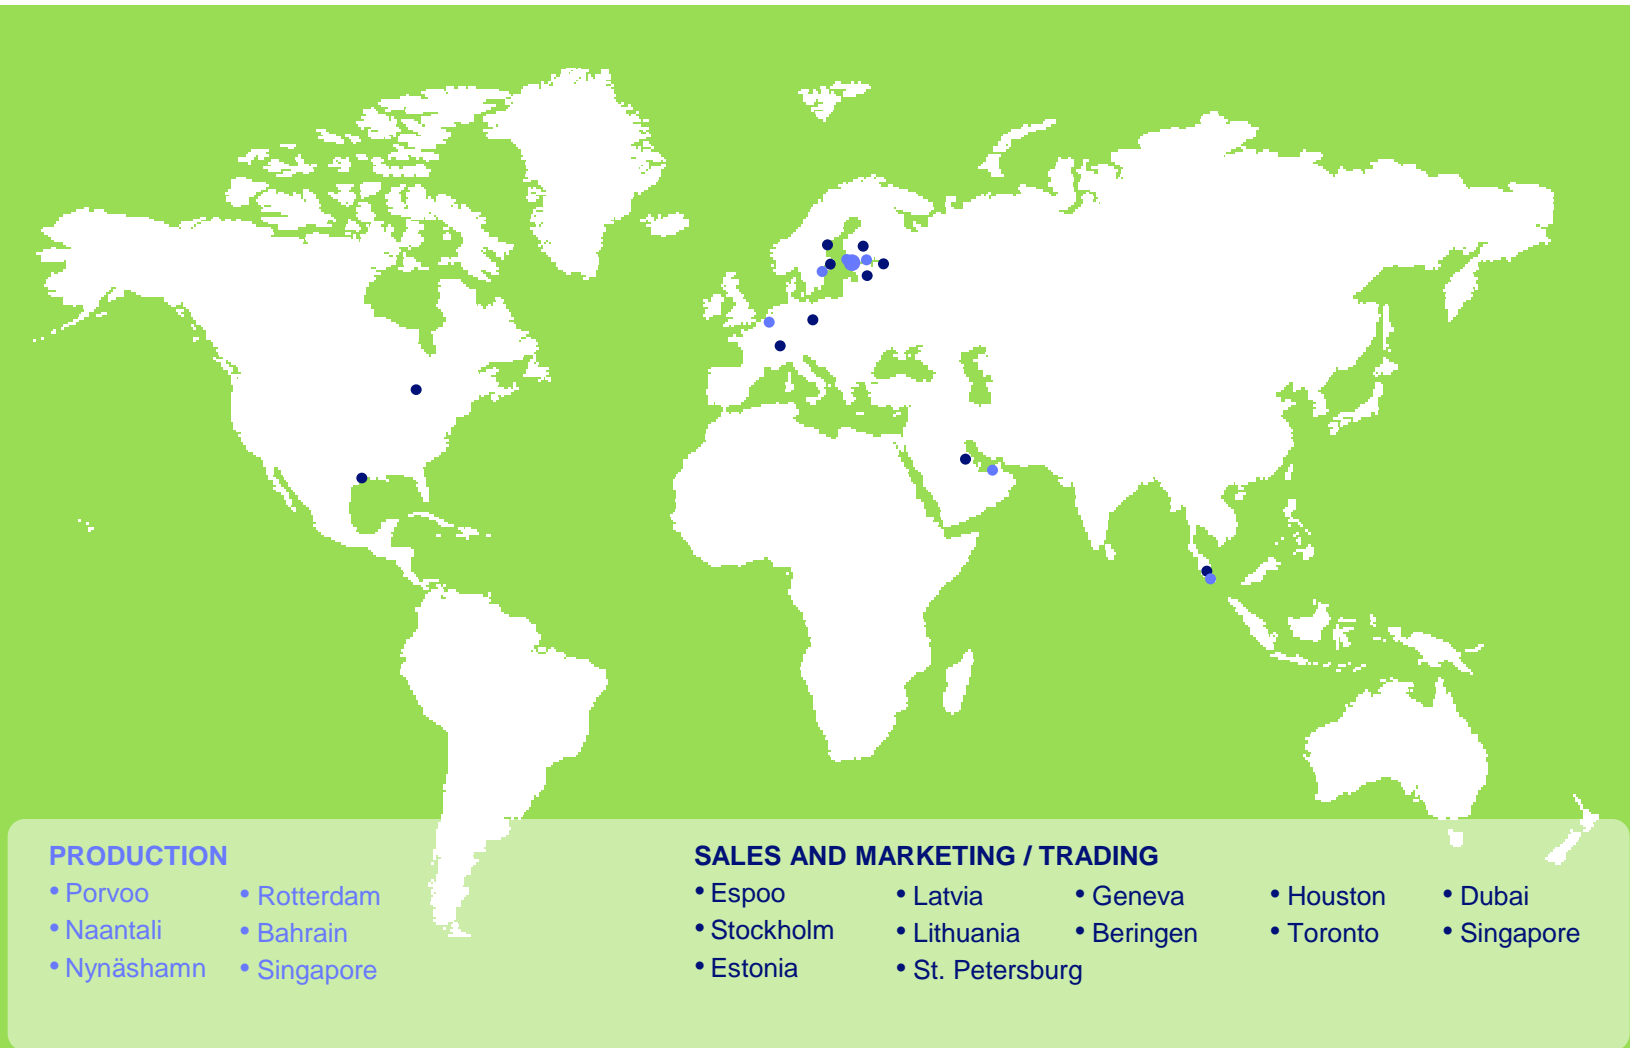 PRODUCTION
• Porvoo
• Naantali
• Nynäshamn
• Rotterdam
• Bahrain
• Singapore
SALES AND MARKETING / TRADING
• Espoo
• Stockholm
• Estonia
• Latvia
• Lithuania
• St. Petersburg
• Geneva
• Beringen
• Houston
• Toronto
• Dubai
• Singapore